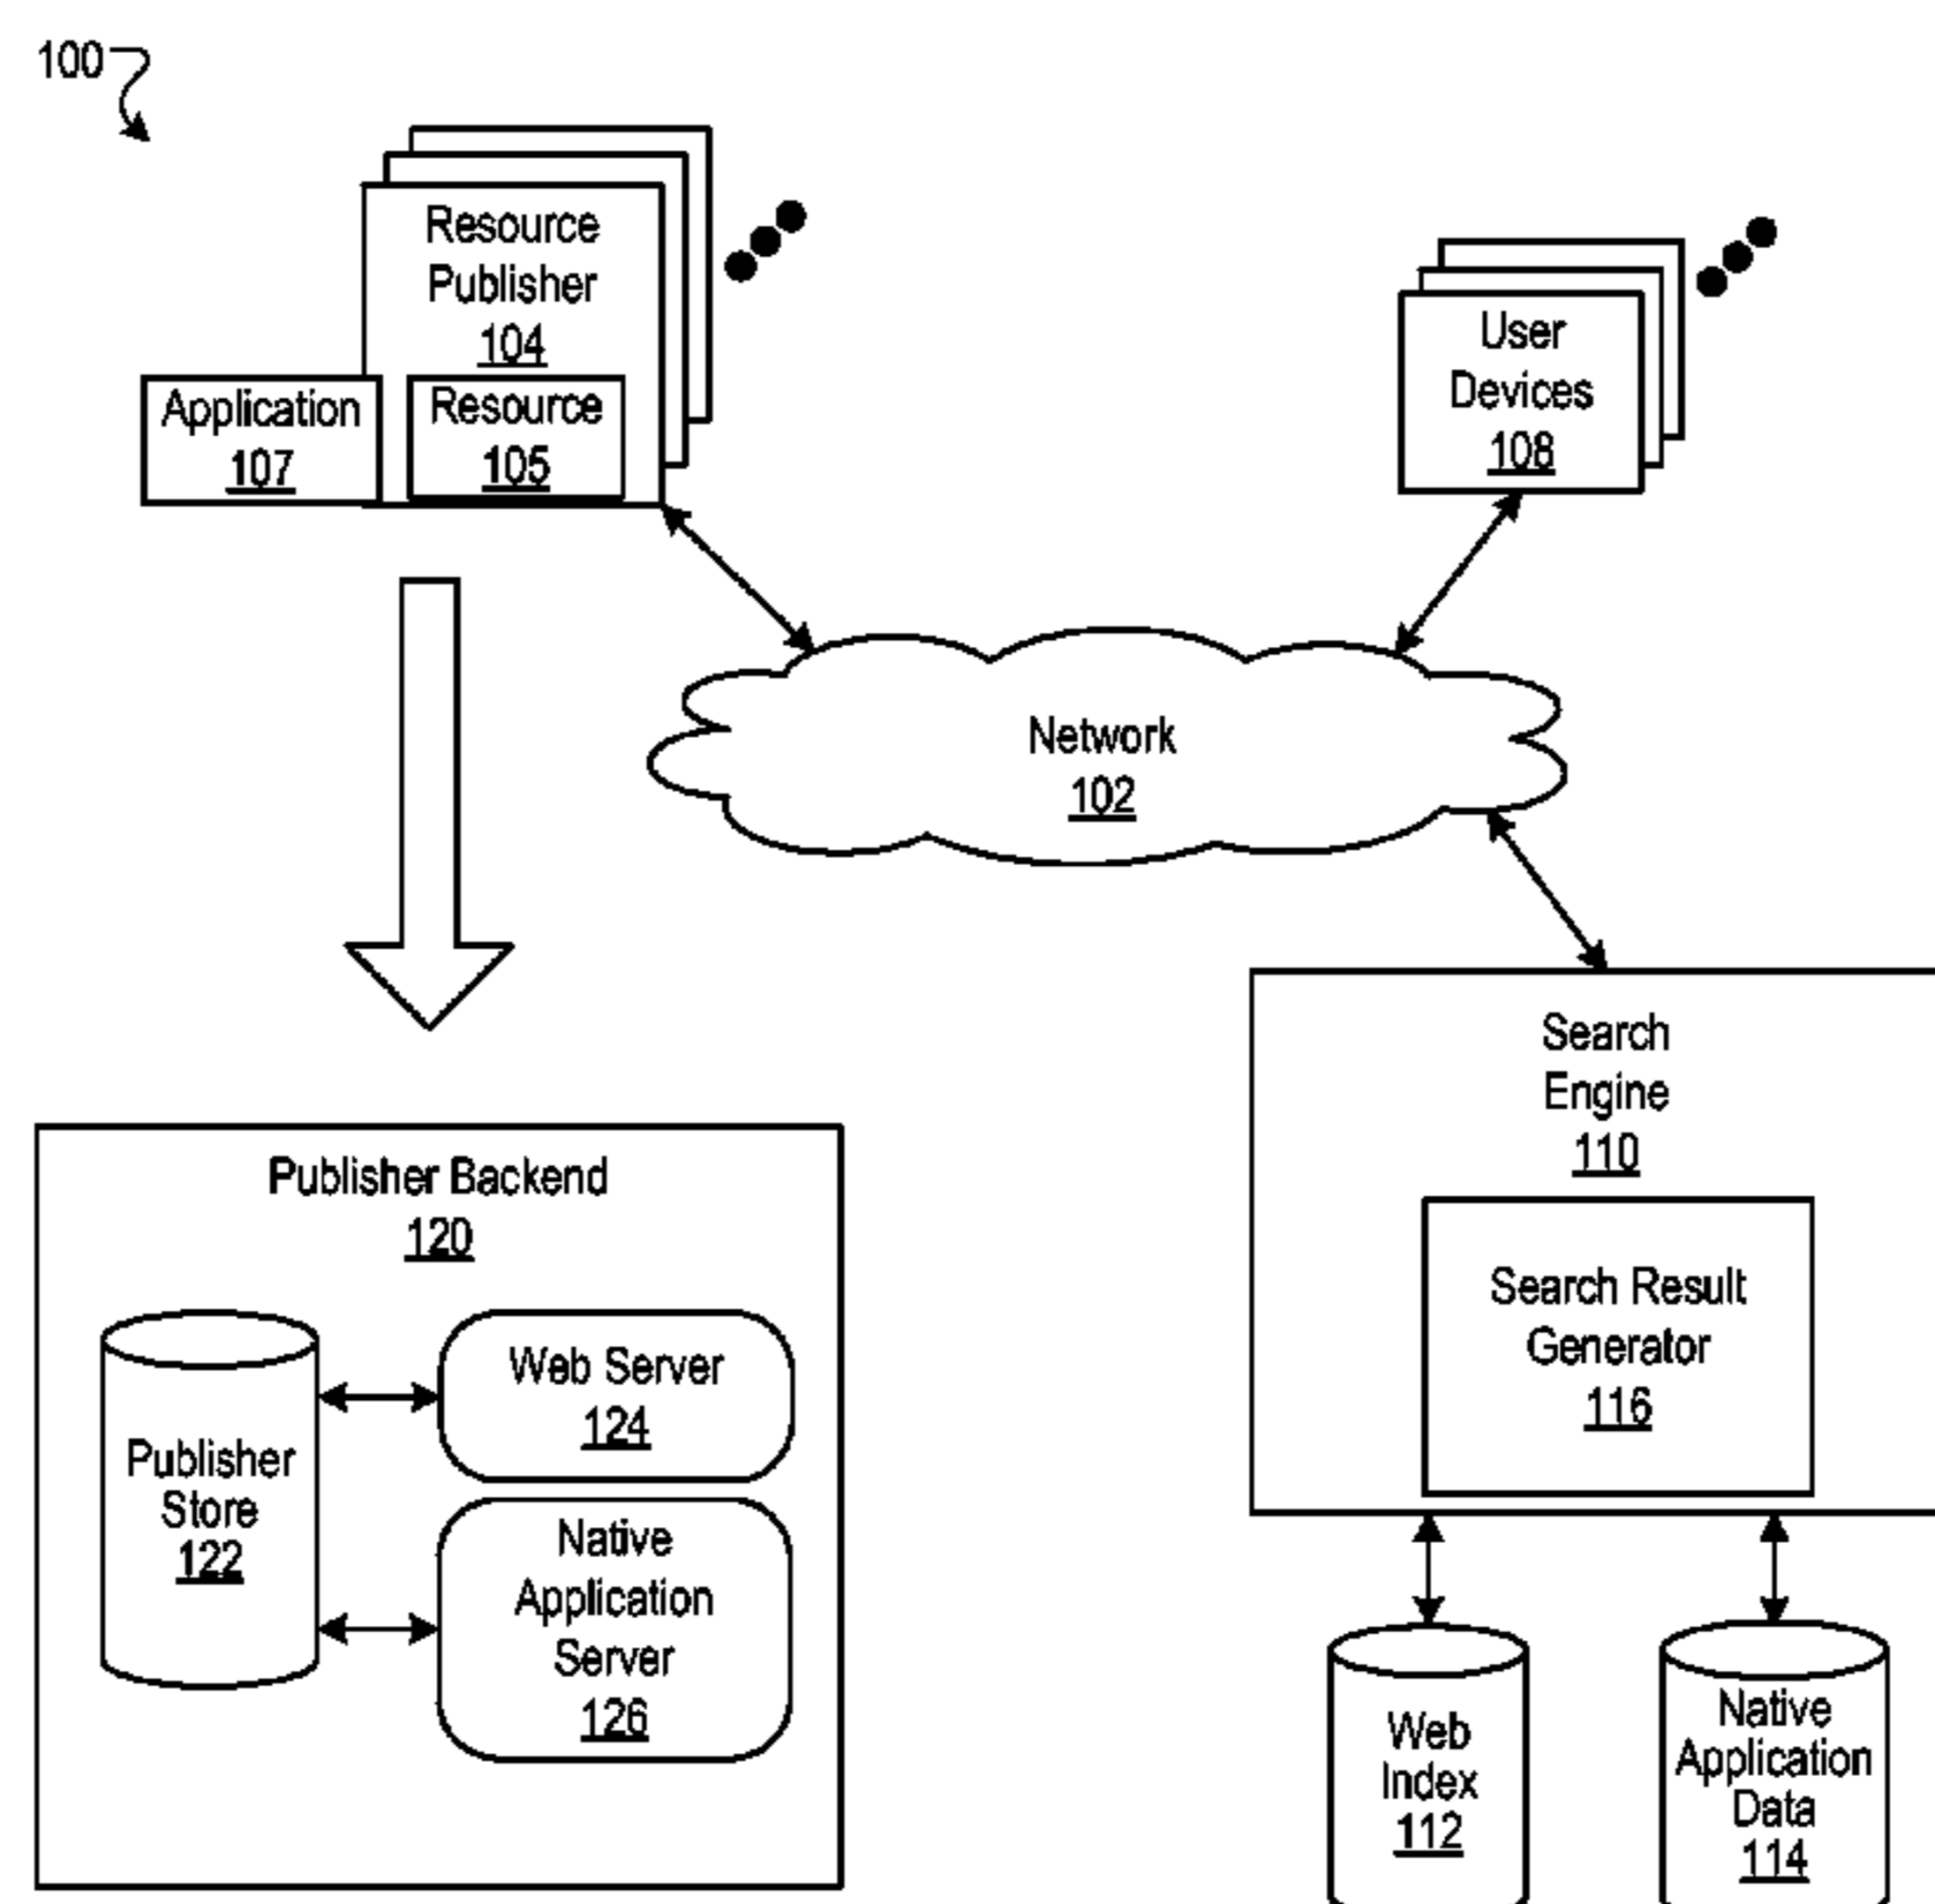 100
Resource
Publisher
104
Application
107
Resource
105
User
Devices
108
Network
102
Search
Engine
110
Search Result
Generator
116
Publisher Backend
120
Publisher
Store
122
Web Server
124
Native
Application
Server
126
Web
Index
112
Native
Application
Data
114